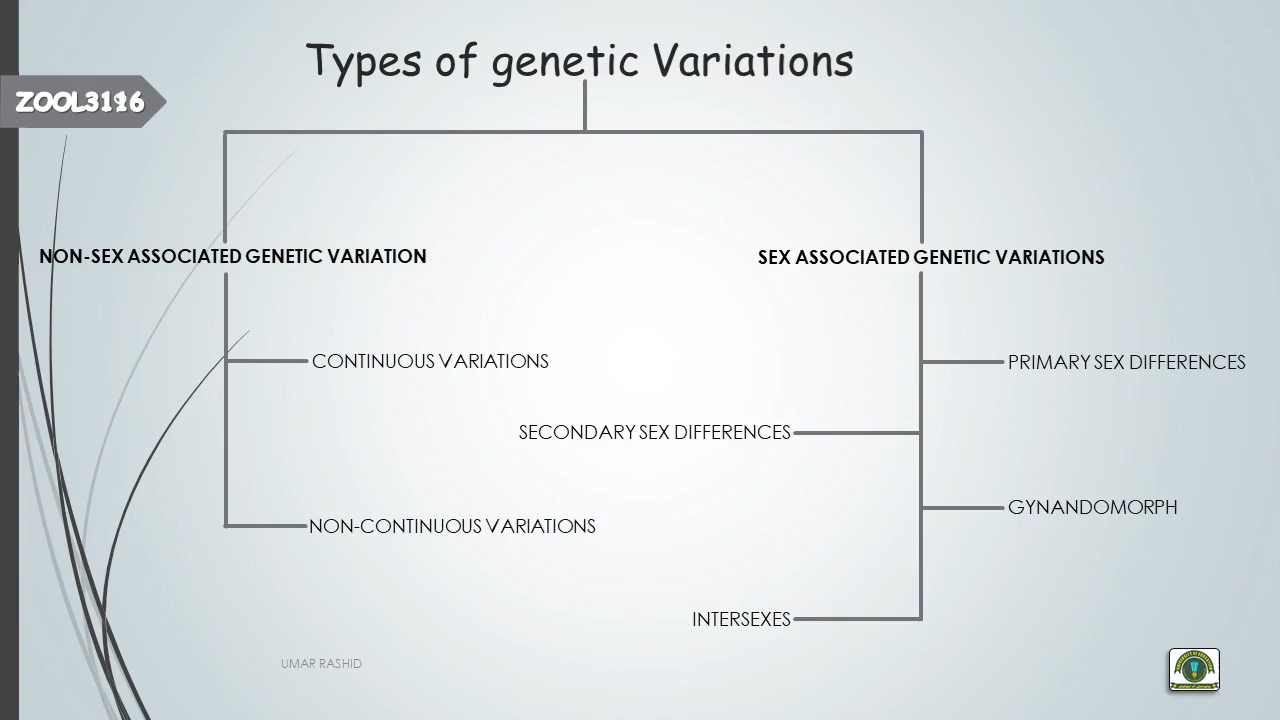 Types of genetic Variations
ZOOL3196
NON-SEX ASSOCIATED GENETIC VARIATION
SEX ASSOCIATED GENETIC VARIATIONS
CONTINUOUS VARIATIONS
PRIMARY SEX DIFFERENCES
SECONDARY SEX DIFFERENCES
GYNANDOMORPH
NON-CONTINUOUS VARIATIONS
INTERSEXES
UMAR RASHID